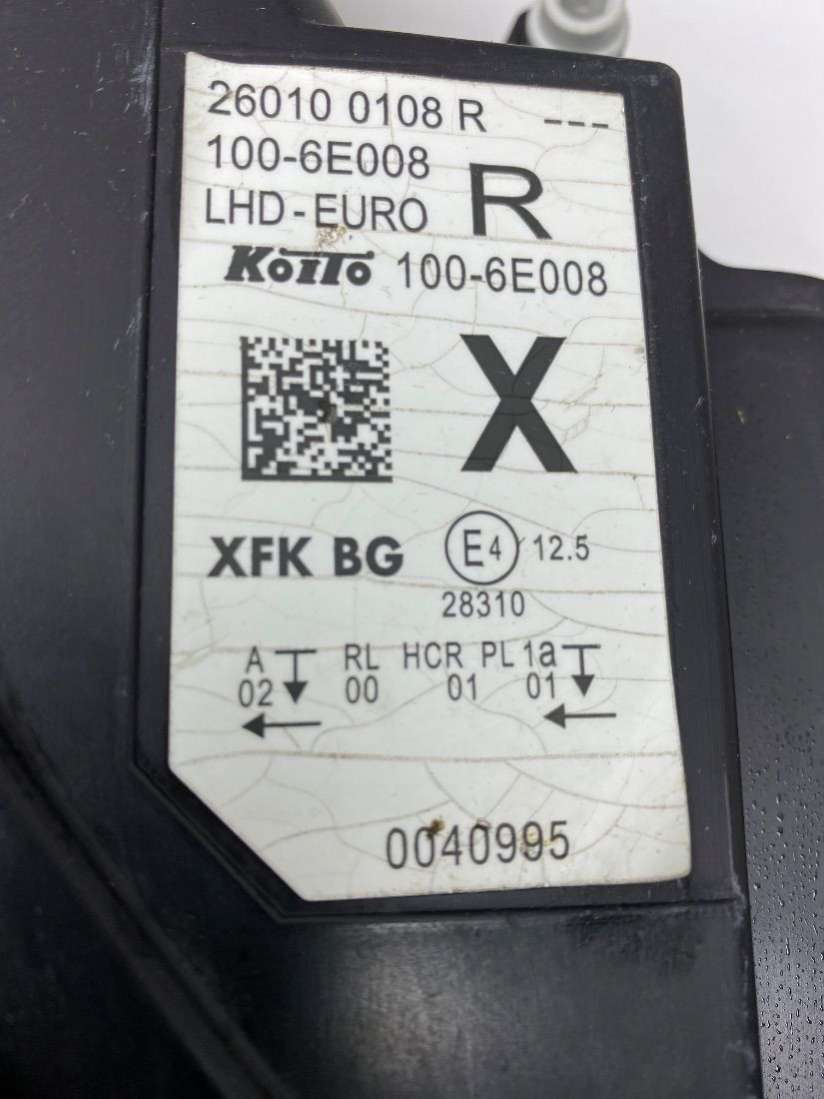 26010 0108 R ---
100-6E008
LHD-EURO R
KOITO 100-6E008
X
XFK BG E4 12.5
28310
A RL HCR PL 1a
02 00 01 01
0040995